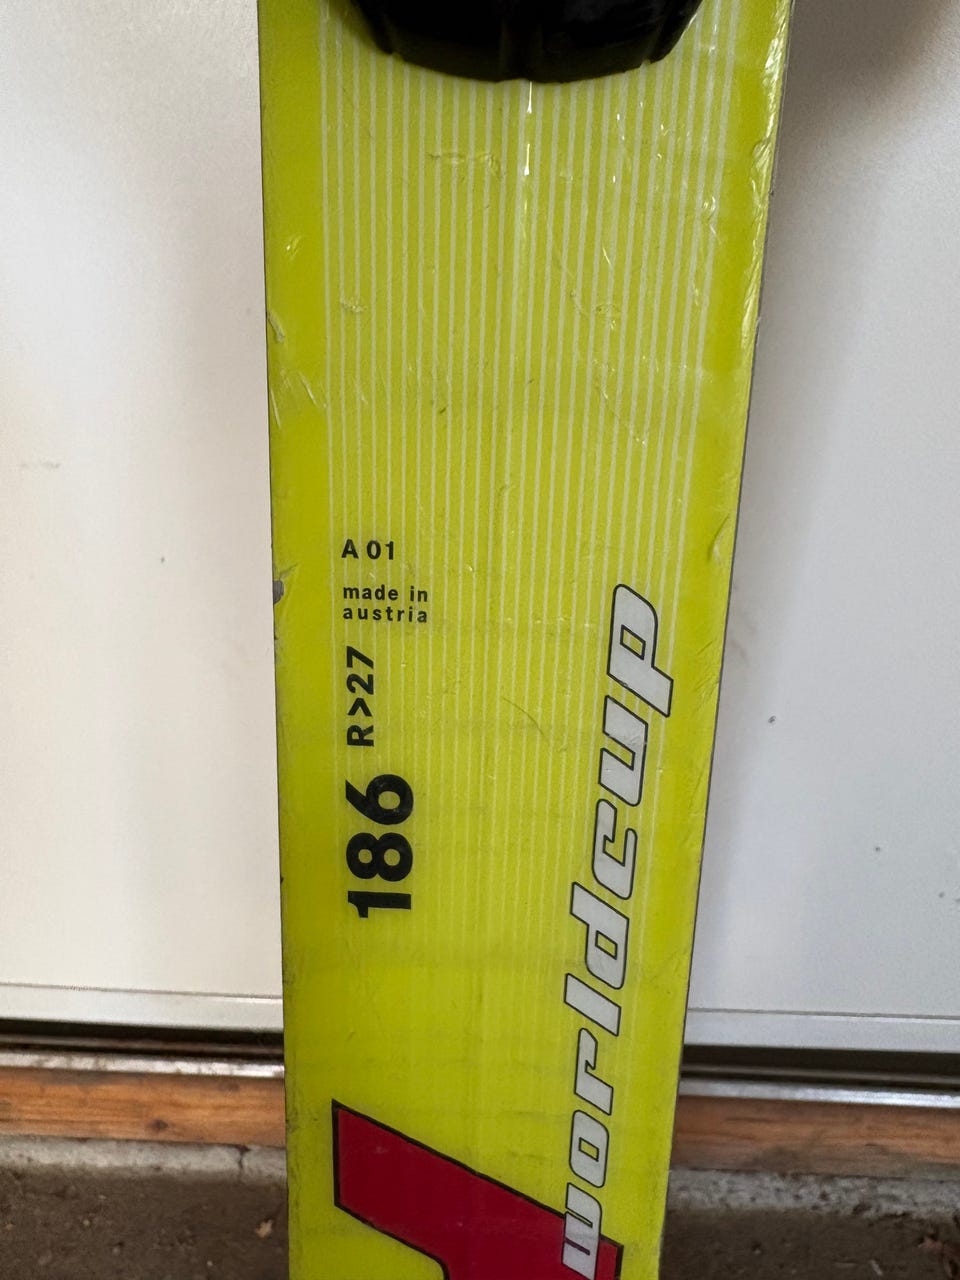 A 01
made in
austria
186 R>27
worldcup